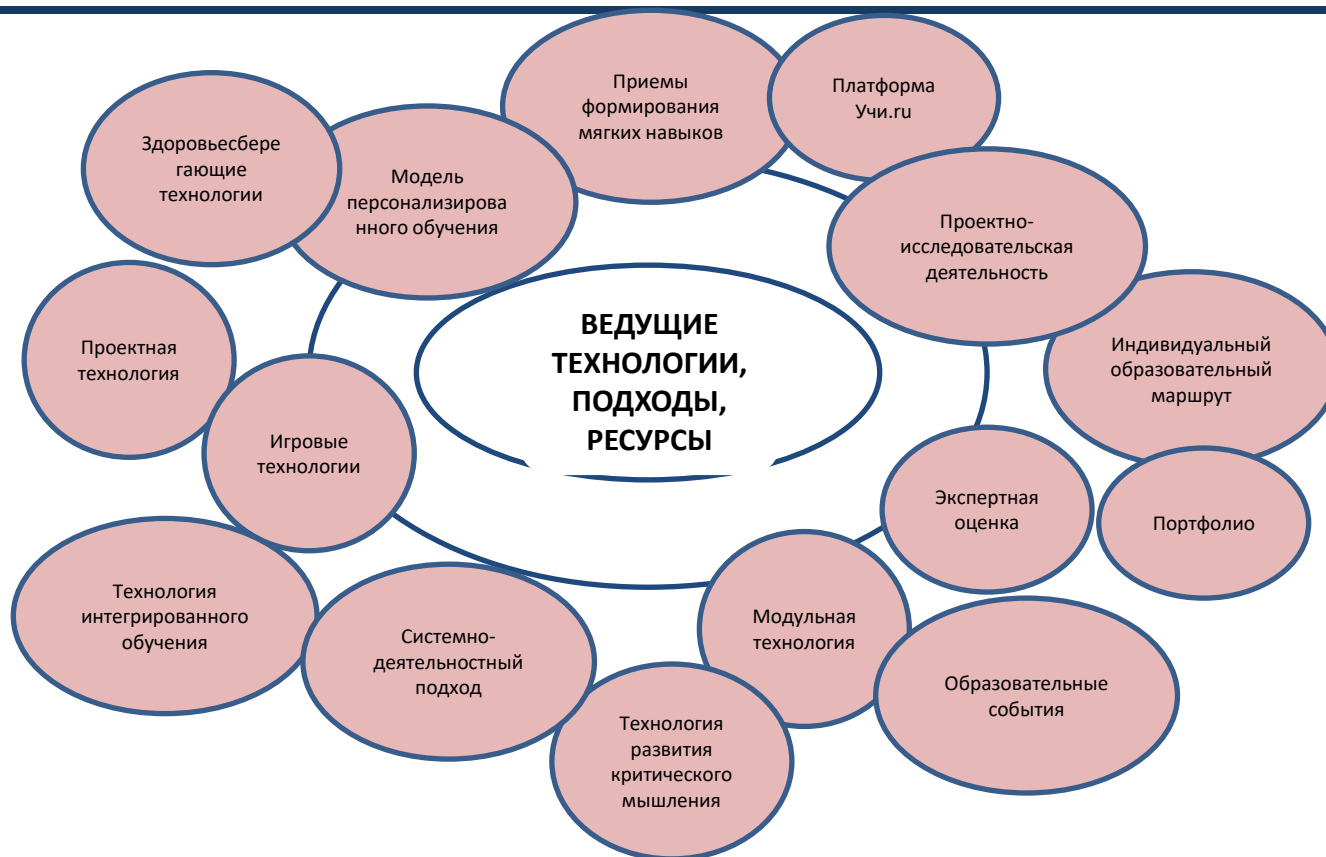 Приемы
формирования
мягких навыков
Платформа
Учи.ru
Здоровьесбере
гающие
технологии
Модель
персонализирова
нного обучения
Проектно-
исследовательская
деятельность
ВЕДУЩИЕ
ТЕХНОЛОГИИ,
ПОДХОДЫ,
РЕСУРСЫ
Проектная
технология
Индивидуальный
образовательный
маршрут
Игровые
технологии
Экспертная
оценка
Портфолио
Технология
интегрированного
обучения
Системно-
деятельностный
подход
Модульная
технология
Образовательные
события
Технология
развития
критического
мышления